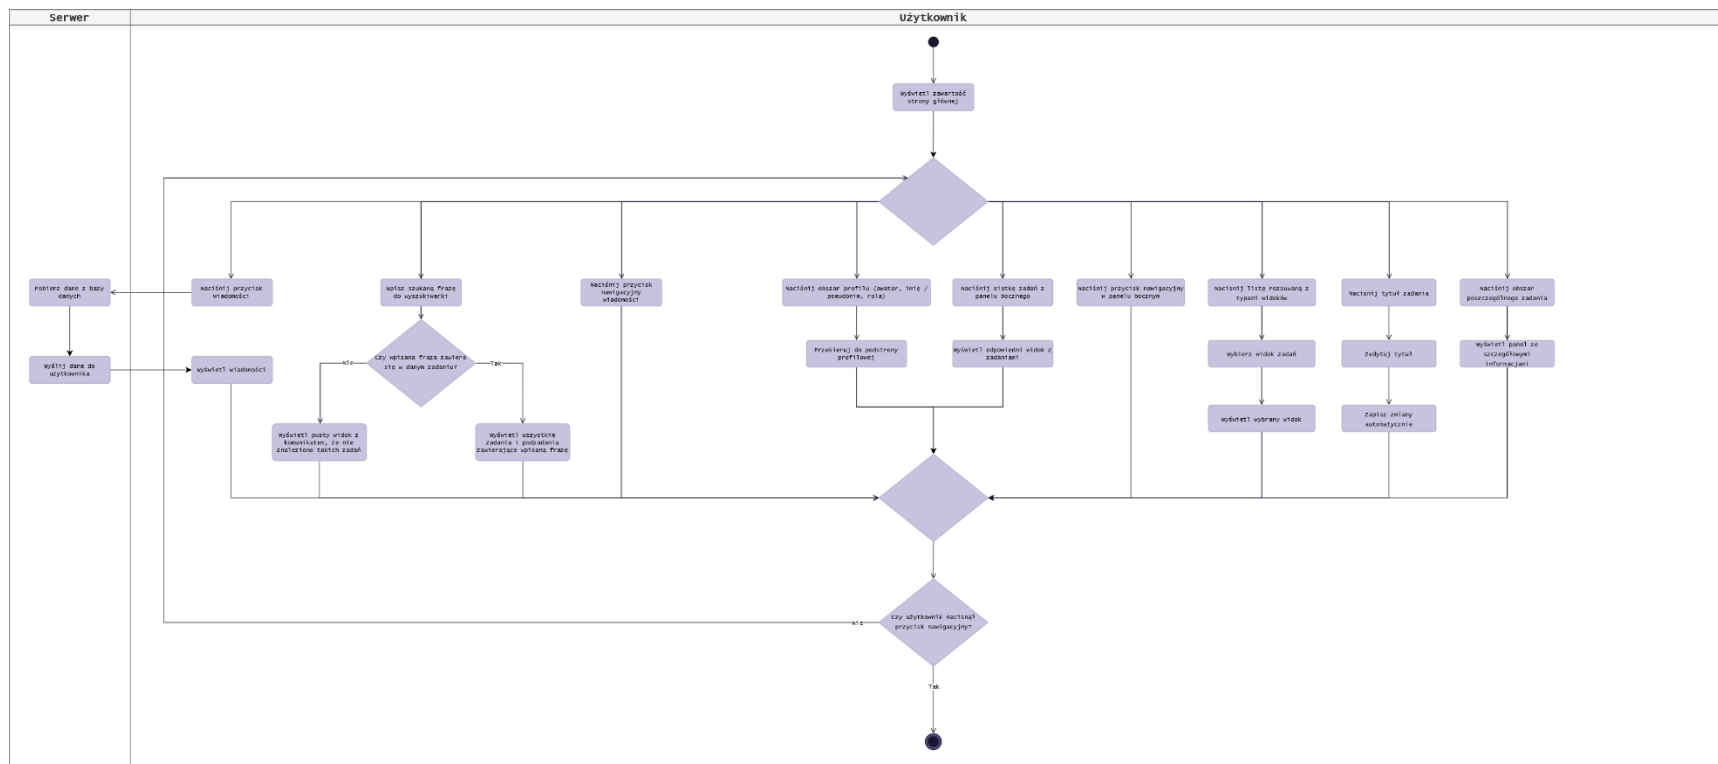 Serwer
Użytkownik
Wyświetl zawartość
strony głównej
Pobierz dane z bazy
danych
Naciśnij przycisk
wiadomości
Wpisz szukaną frazę
do wyszukiwarki
Naciśnij przycisk
nawigacyjny
wiadomości
Naciśnij obszar profilu (awatar, imię /
pseudonim, rola)
Naciśnij siatkę zadań z
panelu bocznego
Naciśnij przycisk nawigacyjny
w panelu bocznym
Nacisnij listę rozsuwaną z
typami widoków
Nacisnij tytuł zadania
Naciśnij obszar
poszczególnego zadania
Wyślij dane do
użytkownika
Wyświetl wiadomości
Nie
Czy wpisana fraza zawiera
się w danym zadaniu?
Tak
Przekieruj do podstrony
profilowej
Wyświetl odpowiedni widok z
zadaniami
Wybierz widok zadań
Zedytuj tytuł
Wyświetl panel ze
szczegółowymi
informacjami
Wyświetl pusty widok z
komunikatem, że nie
znaleziono takich zadań
Wyświetl wszystkie
zadania i podzadania
zawierające wpisaną frazę
Wyświetl wybrany widok
Zapisz zmiany
automatycznie
Nie
Czy użytkownik nacisnął
przycisk nawigacyjny?
Tak